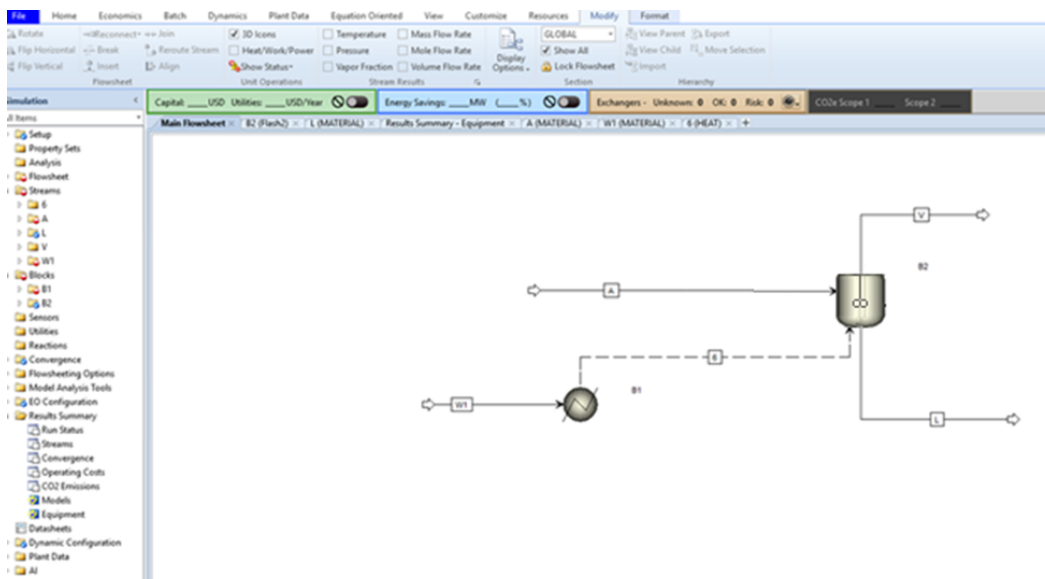 File Home Economics Batch Dynamics Plant Data Equation Oriented View Customize Resources Modify Format
Rotate Reconnect Join 3D Icons Temperature Mass Flow Rate GLOBAL View Parent Export
Flip Horizontal Break Reroute Stream Heat/Work/Power Pressure Mole Flow Rate Show All View Child Move Selection
Flip Vertical Insert Align Show Status Vapor Fraction Volume Flow Rate Display Options Lock Flowsheet Import
Flowsheet Unit Operations Stream Results Section Hierarchy
Simulation Capital: ____USD Utilities: ____USD/Year Energy Savings: ____MW (____%) Exchangers - Unknown: 0 OK: 0 Risk: 0 CO2e Scope 1 ____ Scope 2 ____
All Items
Main Flowsheet × B2 (Flash2) × L (MATERIAL) × Results Summary - Equipment × A (MATERIAL) × W1 (MATERIAL) × 6 (HEAT) × +
Setup
Property Sets
Analysis
Flowsheet
Streams
6
A
L
V
W1
Blocks
B1
B2
Sensors
Utilities
Reactions
Convergence
Flowsheeting Options
Model Analysis Tools
EO Configuration
Results Summary
Run Status
Streams
Convergence
Operating Costs
CO2 Emissions
Models
Equipment
Datasheets
Dynamic Configuration
Plant Data
AI
V
B2
A
6
B1
W1
L